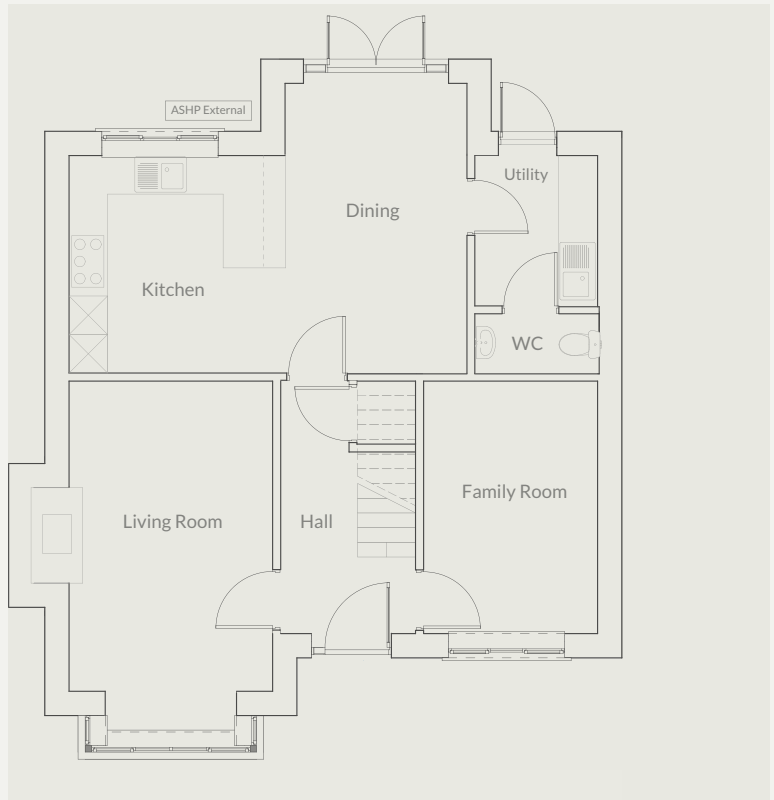 ASHP External
Utility
Dining
Kitchen
WC
Family Room
Living Room
Hall